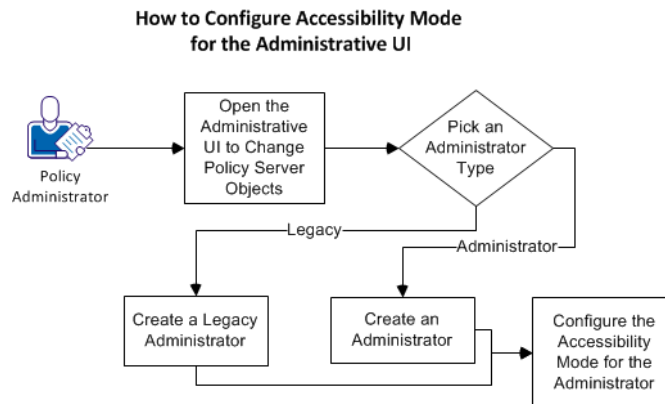 How to Configure Accessibility Mode
for the Administrative UI
Open the
Administrative
UI to Change
Policy Server
Objects
Pick an
Administrator
Type
Policy
Administrator
Legacy
Administrator
Create a Legacy
Administrator
Create an
Administrator
Configure the
Accessibility
Mode for the
Administrator